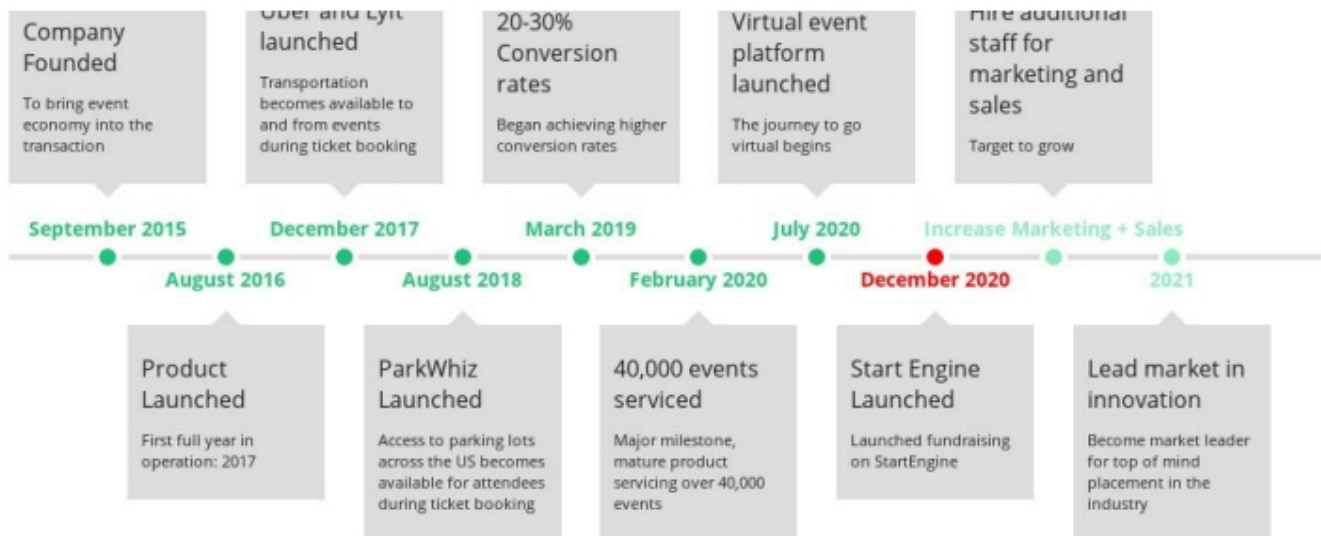 Company
Founded
To bring event
economy into the
transaction
Uber and Lyft
launched
Transportation
becomes available to
and from events
during ticket booking
20-30%
Conversion
rates
Began achieving higher
conversion rates
Virtual event
platform
launched
The journey to go
virtual begins
Hire additional
staff for
marketing and
sales
Target to grow
September 2015
December 2017
March 2019
July 2020
Increase Marketing + Sales
August 2016
August 2018
February 2020
December 2020
2021
Product
Launched
First full year in
operation: 2017
ParkWhiz
Launched
Access to parking lots
across the US becomes
available for attendees
during ticket booking
40,000 events
serviced
Major milestone,
mature product
servicing over 40,000
events
Start Engine
Launched
Launched fundraising
on StartEngine
Lead market in
innovation
Become market leader
for top of mind
placement in the
industry